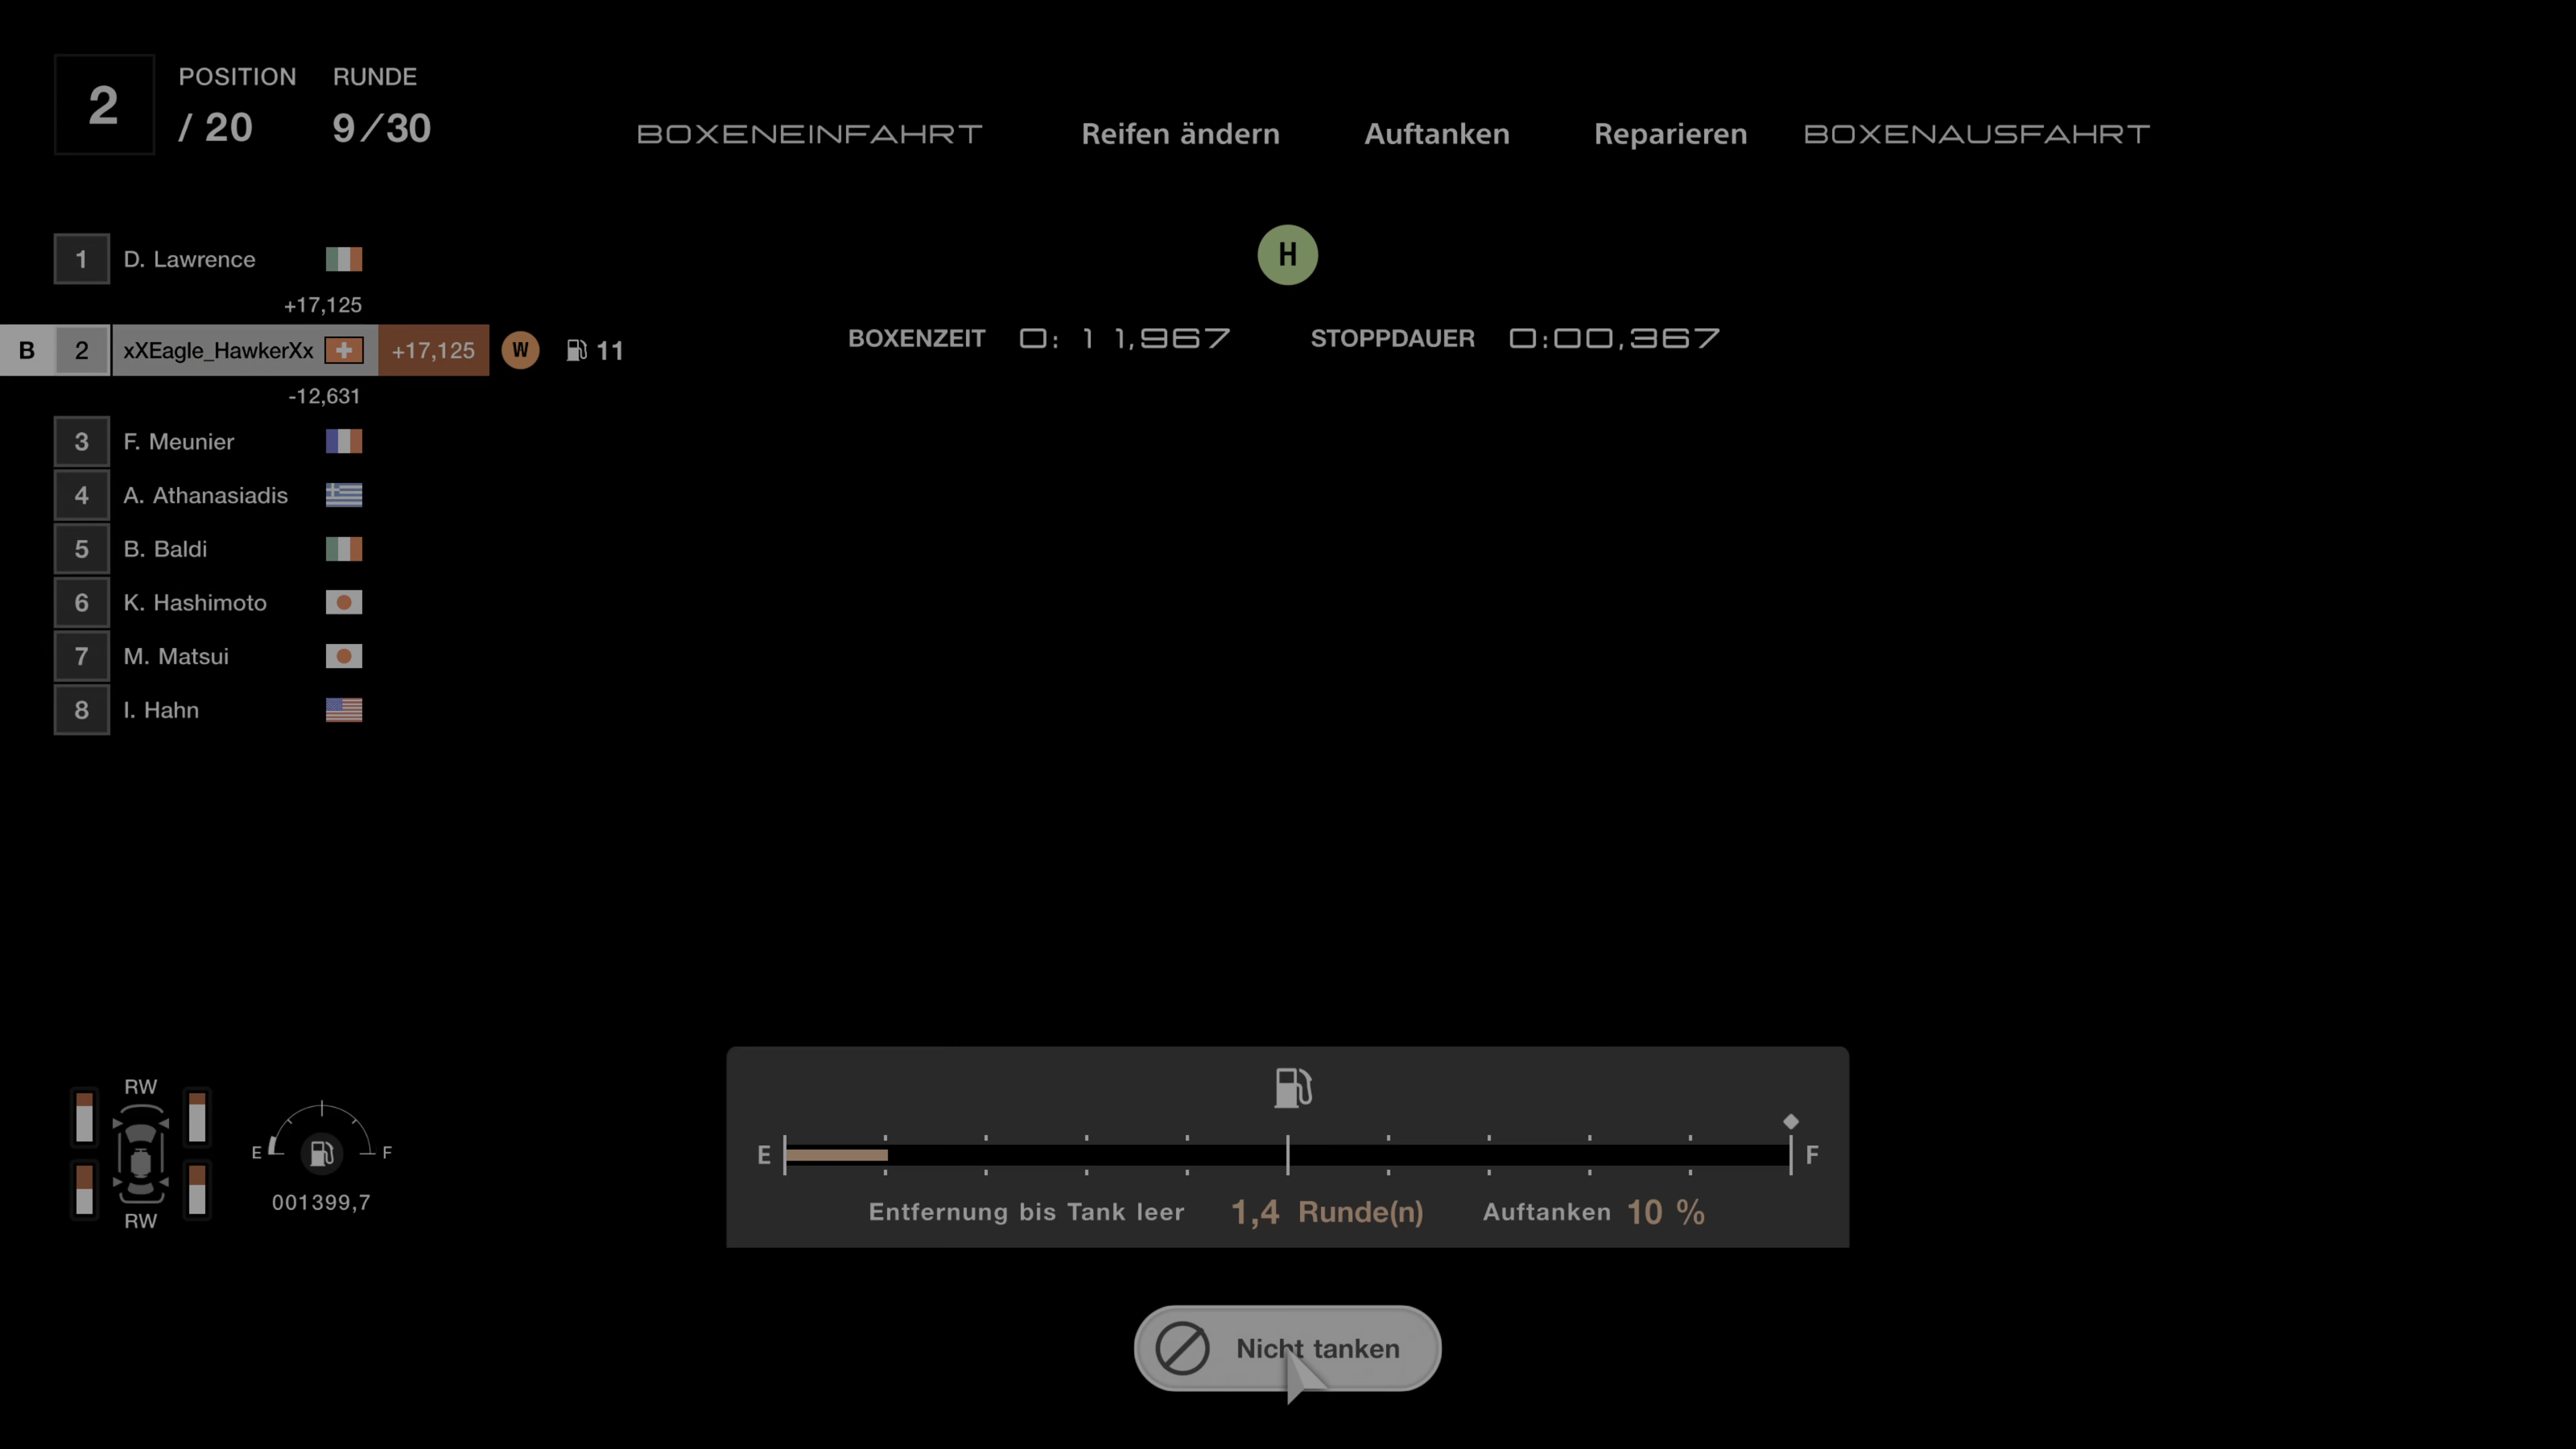 2 POSITION RUNDE
/ 20 9/30
BOXENEINFAHRT Reifen ändern Auftanken Reparieren BOXENAUSFAHRT
H
BOXENZEIT 0:11,967 STOPPDAUER 0:00,367
1 D. Lawrence
+17,125
B 2 xXEagle_HawkerXx +17,125 W 11
-12,631
3 F. Meunier
4 A. Athanasiadis
5 B. Baldi
6 K. Hashimoto
7 M. Matsui
8 I. Hahn
RW
E F
001399,7
RW
E F
Entfernung bis Tank leer 1,4 Runde(n) Auftanken 10 %
Nicht tanken